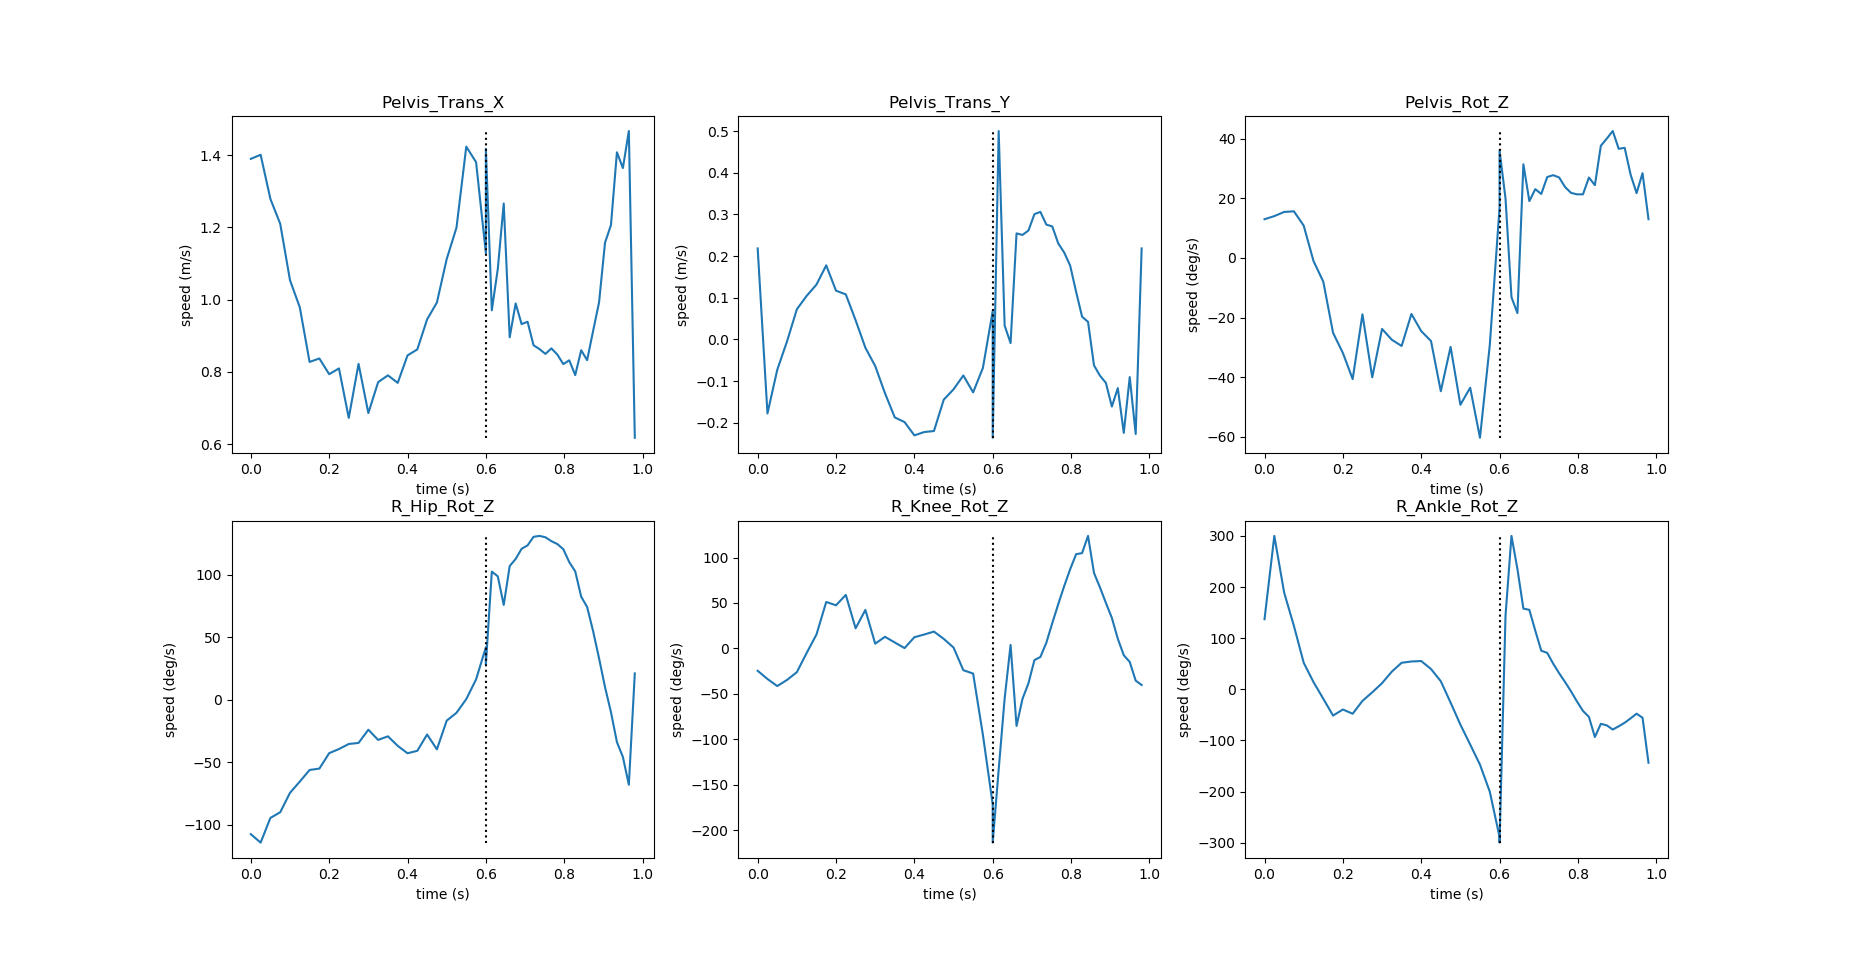 Pelvis_Trans_X
speed (m/s)
1.4
1.2
1.0
0.8
0.6
0.0 0.2 0.4 0.6 0.8 1.0
time (s)
Pelvis_Trans_Y
speed (m/s)
0.5
0.4
0.3
0.2
0.1
0.0
−0.1
−0.2
0.0 0.2 0.4 0.6 0.8 1.0
time (s)
Pelvis_Rot_Z
speed (deg/s)
40
20
0
−20
−40
−60
0.0 0.2 0.4 0.6 0.8 1.0
time (s)
R_Hip_Rot_Z
speed (deg/s)
100
50
0
−50
−100
0.0 0.2 0.4 0.6 0.8 1.0
time (s)
R_Knee_Rot_Z
speed (deg/s)
100
50
0
−50
−100
−150
−200
0.0 0.2 0.4 0.6 0.8 1.0
time (s)
R_Ankle_Rot_Z
speed (deg/s)
300
200
100
0
−100
−200
−300
0.0 0.2 0.4 0.6 0.8 1.0
time (s)